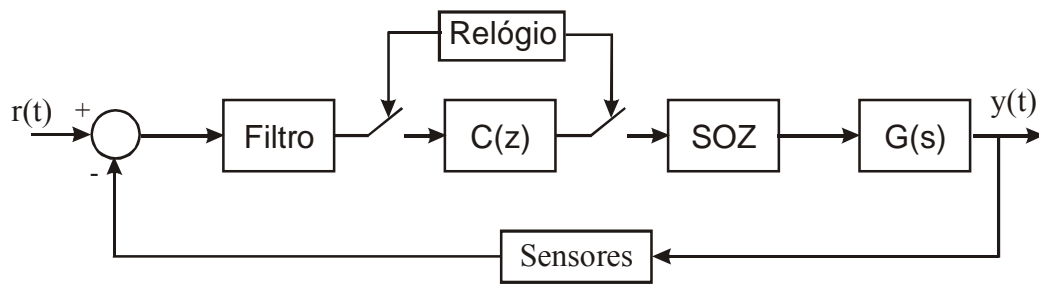 Relógio
r(t)
+
-
Filtro
C(z)
SOZ
G(s)
y(t)
Sensores